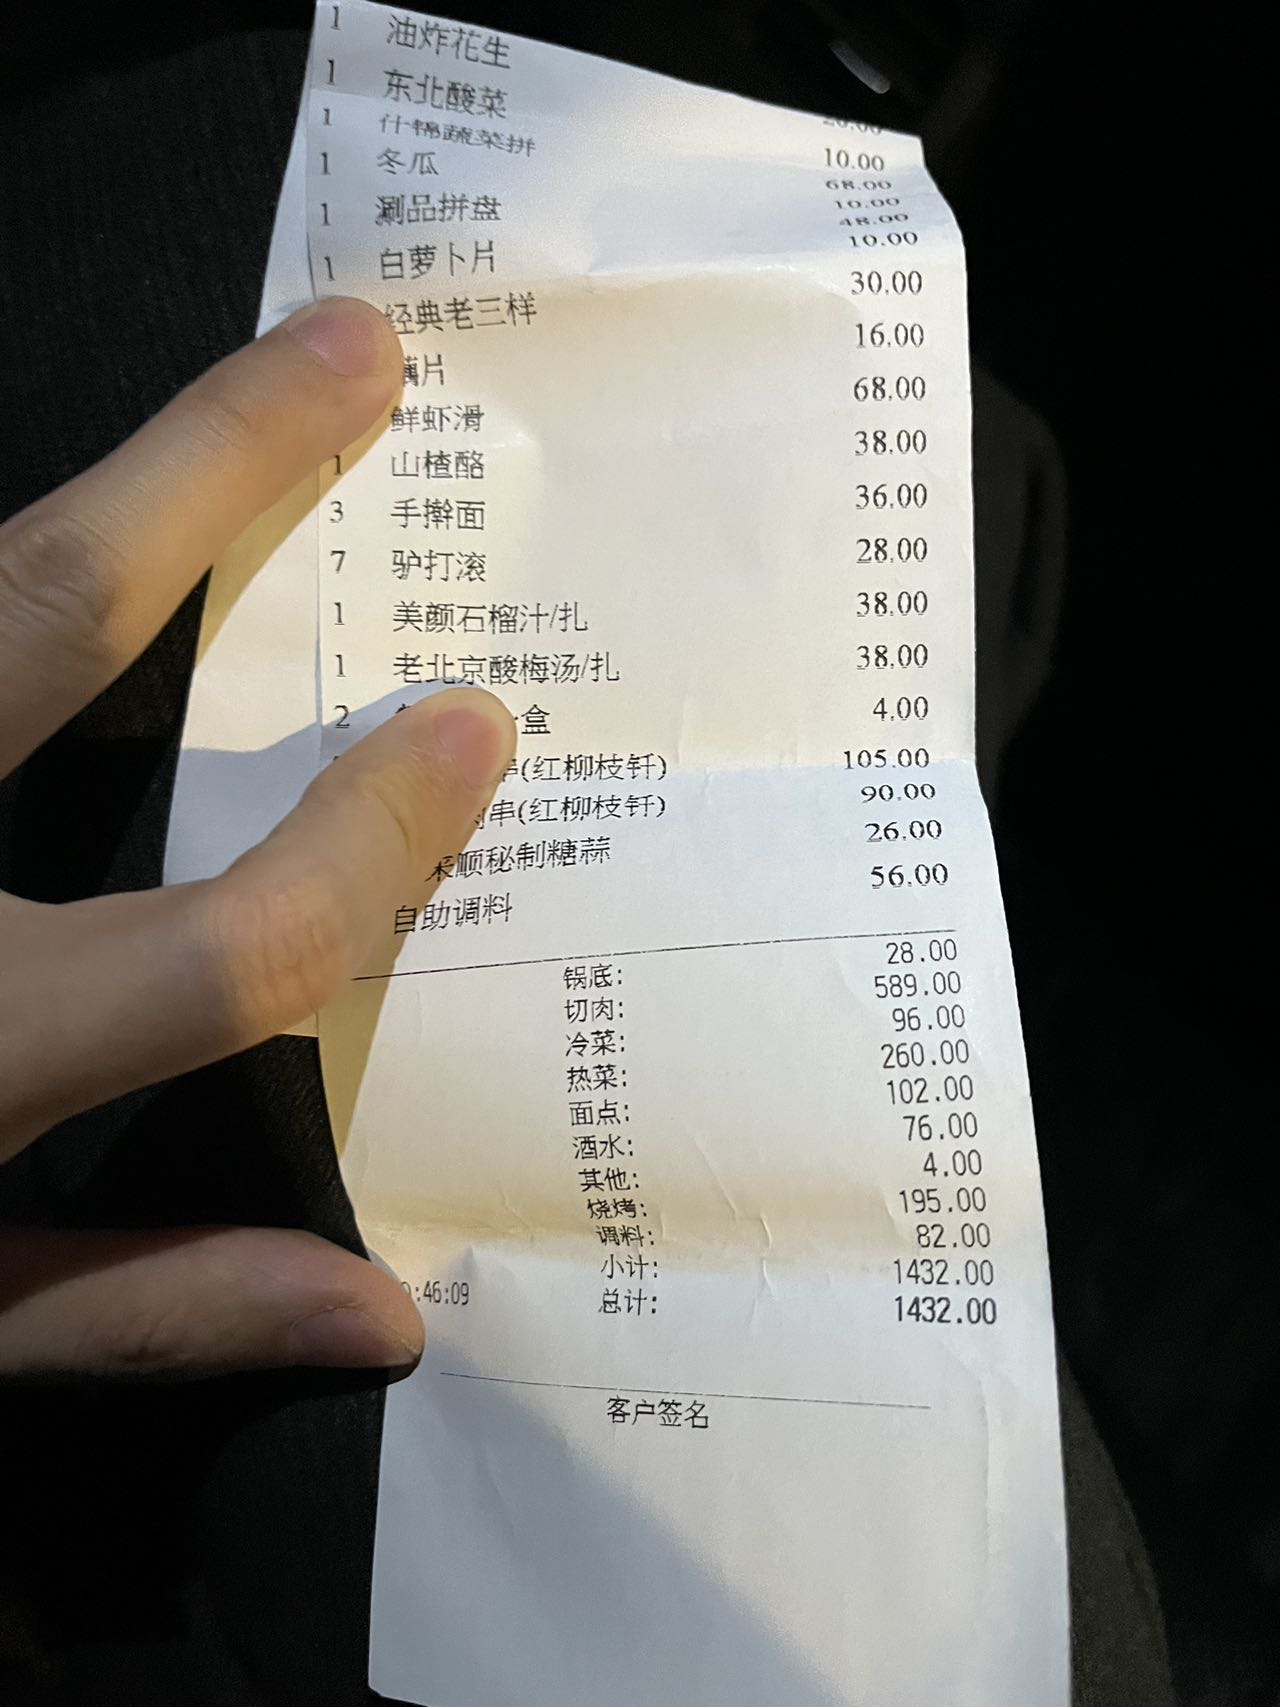 1 油炸花生
1 东北酸菜 20.00
1 什锦蔬菜拼 10.00
1 冬瓜 68.00
1 涮品拼盘 10.00
48.00
1 白萝卜片 10.00
经典老三样 30.00
藕片 16.00
鲜虾滑 68.00
1 山楂酪 38.00
3 手擀面 36.00
7 驴打滚 28.00
1 美颜石榴汁/扎 38.00
1 老北京酸梅汤/扎 38.00
2 盒 4.00
串(红柳枝钎) 105.00
肉串(红柳枝钎) 90.00
来顺秘制糖蒜 26.00
自助调料 56.00
锅底: 28.00
切肉: 589.00
冷菜: 96.00
热菜: 260.00
面点: 102.00
酒水: 76.00
其他: 4.00
烧烤: 195.00
调料: 82.00
小计: 1432.00
:46:09 总计: 1432.00
客户签名